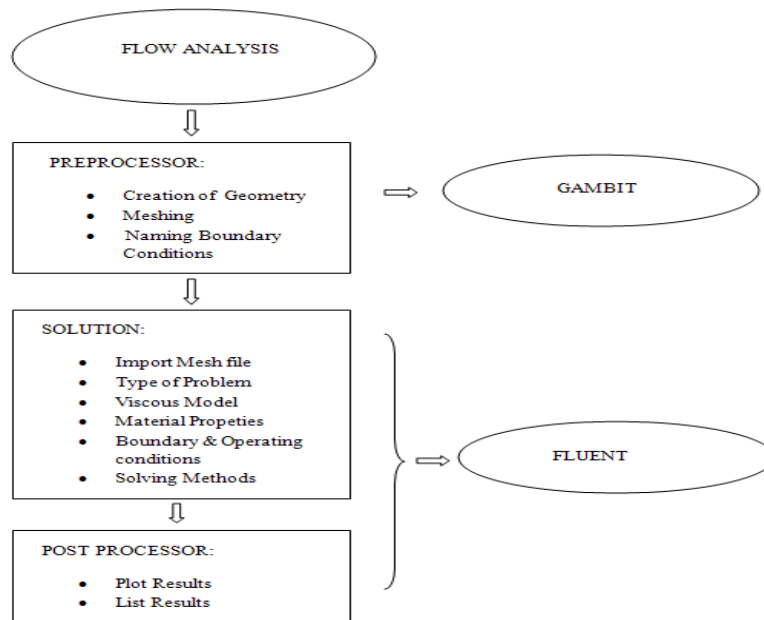 FLOW ANALYSIS
PREPROCESSOR:
• Creation of Geometry
• Meshing
• Naming Boundary
Conditions
GAMBIT
SOLUTION:
• Import Mesh file
• Type of Problem
• Viscous Model
• Material Propeties
• Boundary & Operating
conditions
• Solving Methods
FLUENT
POST PROCESSOR:
• Plot Results
• List Results